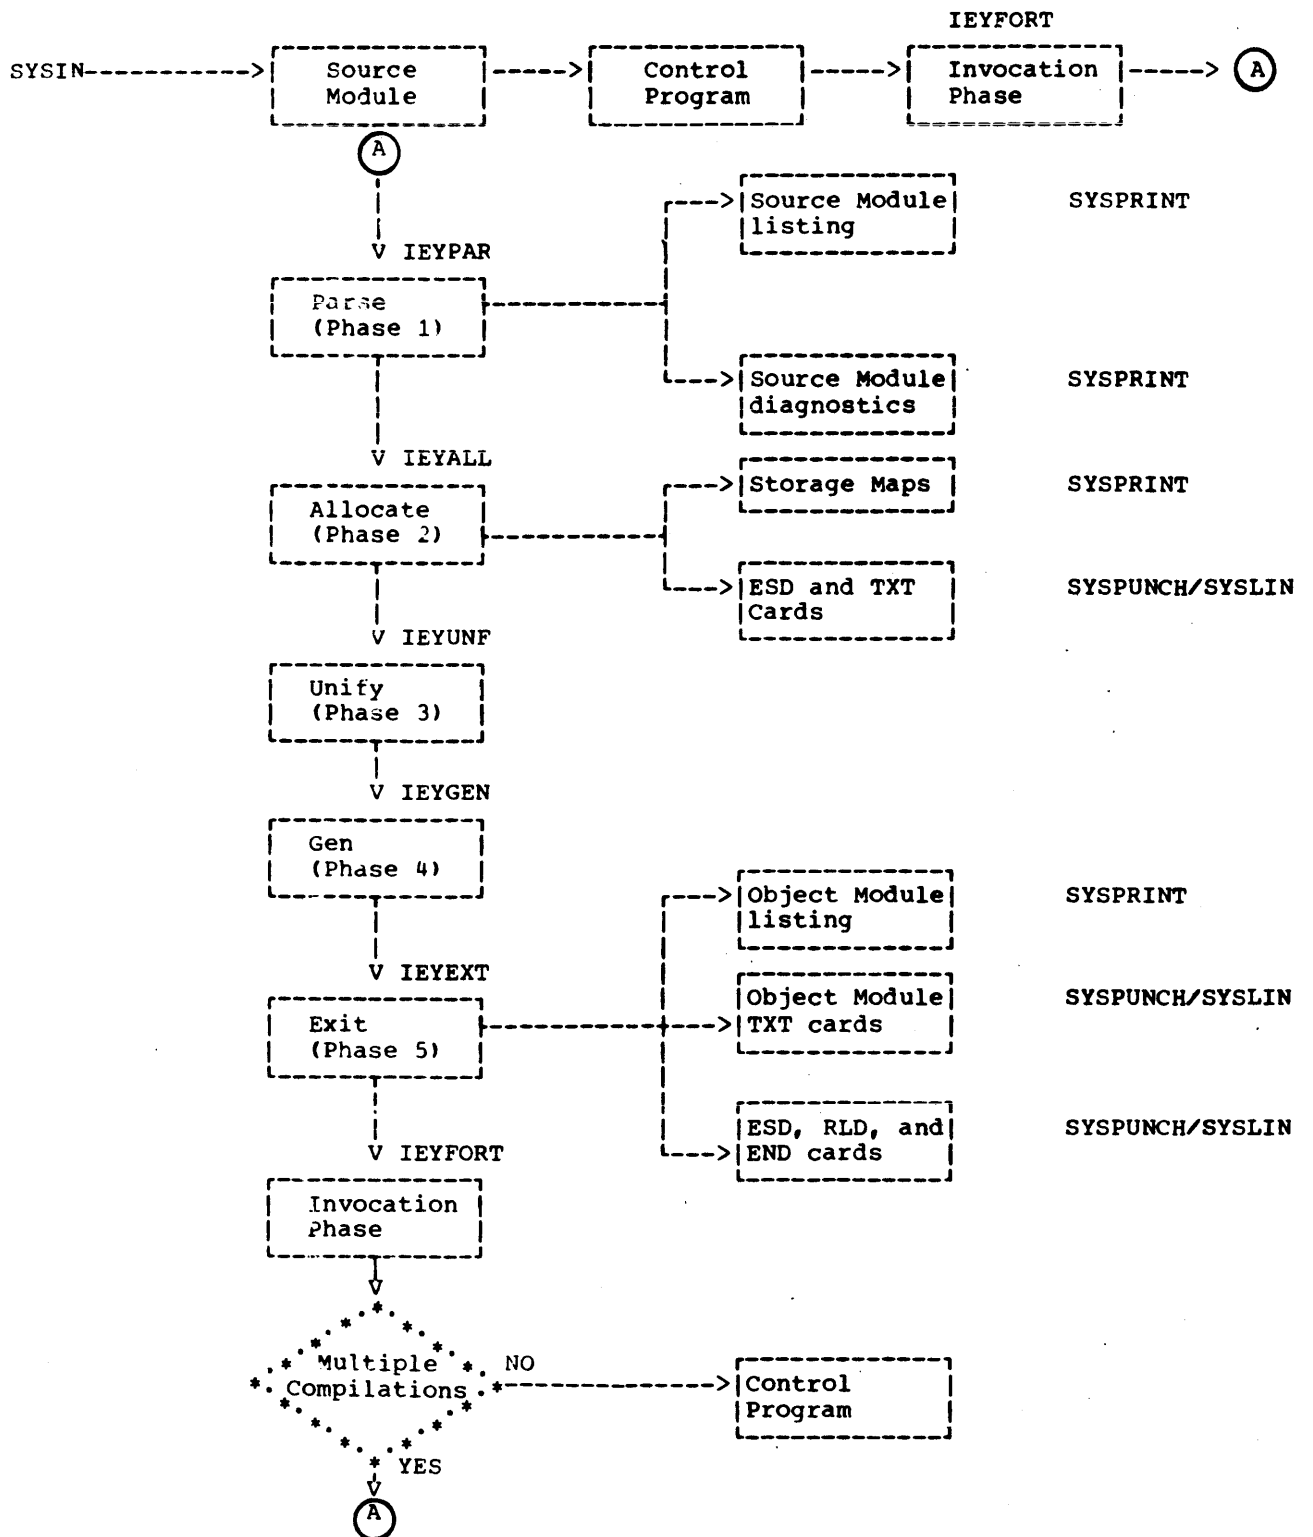 IEYFORT
SYSIN
Source
Module
Control
Program
Invocation
Phase
A
A
IEYPAR
Source Module
listing
SYSPRINT
Parse
(Phase 1)
Source Module
diagnostics
SYSPRINT
IEYALL
Allocate
(Phase 2)
Storage Maps
SYSPRINT
ESD and TXT
Cards
SYSPUNCH/SYSLIN
IEYUNF
Unify
(Phase 3)
IEYGEN
Gen
(Phase 4)
Object Module
listing
SYSPRINT
IEYEXT
Exit
(Phase 5)
Object Module
TXT cards
SYSPUNCH/SYSLIN
ESD, RLD, and
END cards
SYSPUNCH/SYSLIN
IEYFORT
Invocation
Phase
Multiple
Compilations
NO
Control
Program
YES
A